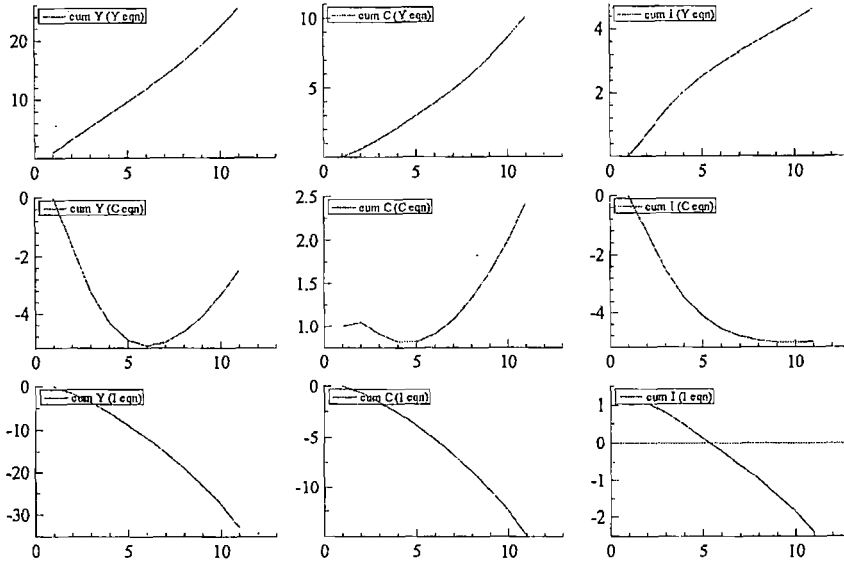 cum Y (Y eqn)
20
10
0 5 10
cum C (Y eqn)
10
5
0 5 10
cum I (Y eqn)
4
2
0 5 10
cum Y (C eqn)
0
-2
-4
0 5 10
cum C (C eqn)
2.5
2.0
1.5
1.0
0 5 10
cum I (C eqn)
0
-2
-4
0 5 10
cum Y (I eqn)
0
-10
-20
-30
0 5 10
cum C (I eqn)
0
-5
-10
0 5 10
cum I (I eqn)
1
0
-1
-2
0 5 10